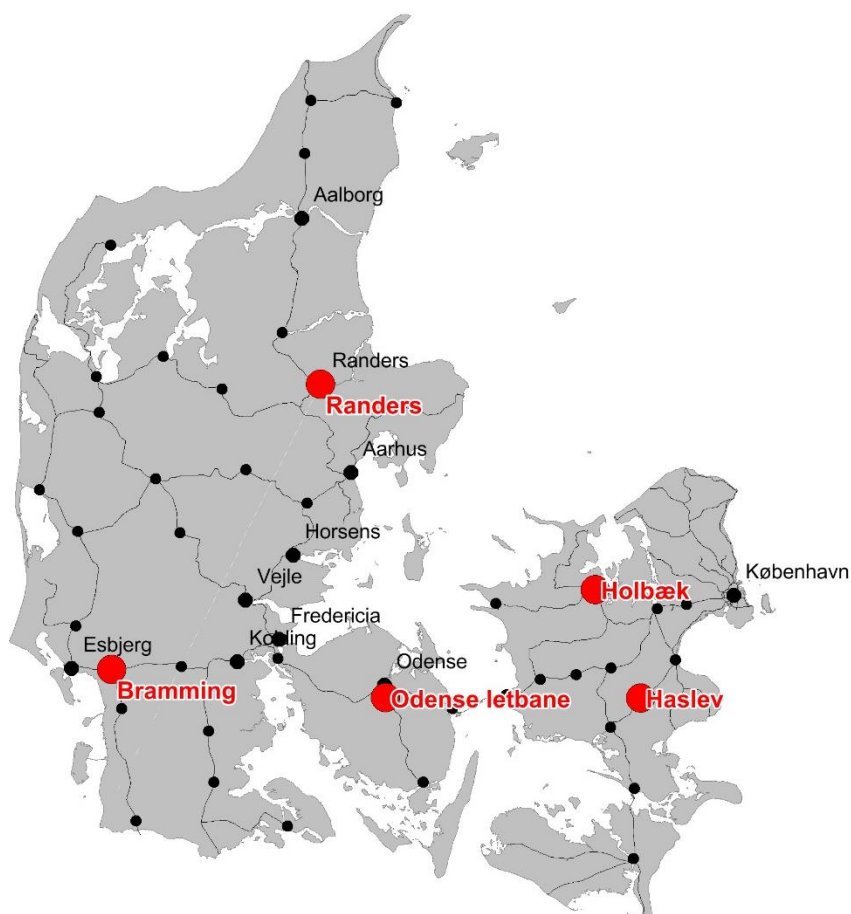 Aalborg
Randers
Randers
Aarhus
Horsens
København
Vejle
Holbæk
Fredericia
Kolding
Esbjerg
Odense
Bramming
Odense letbane
Haslev